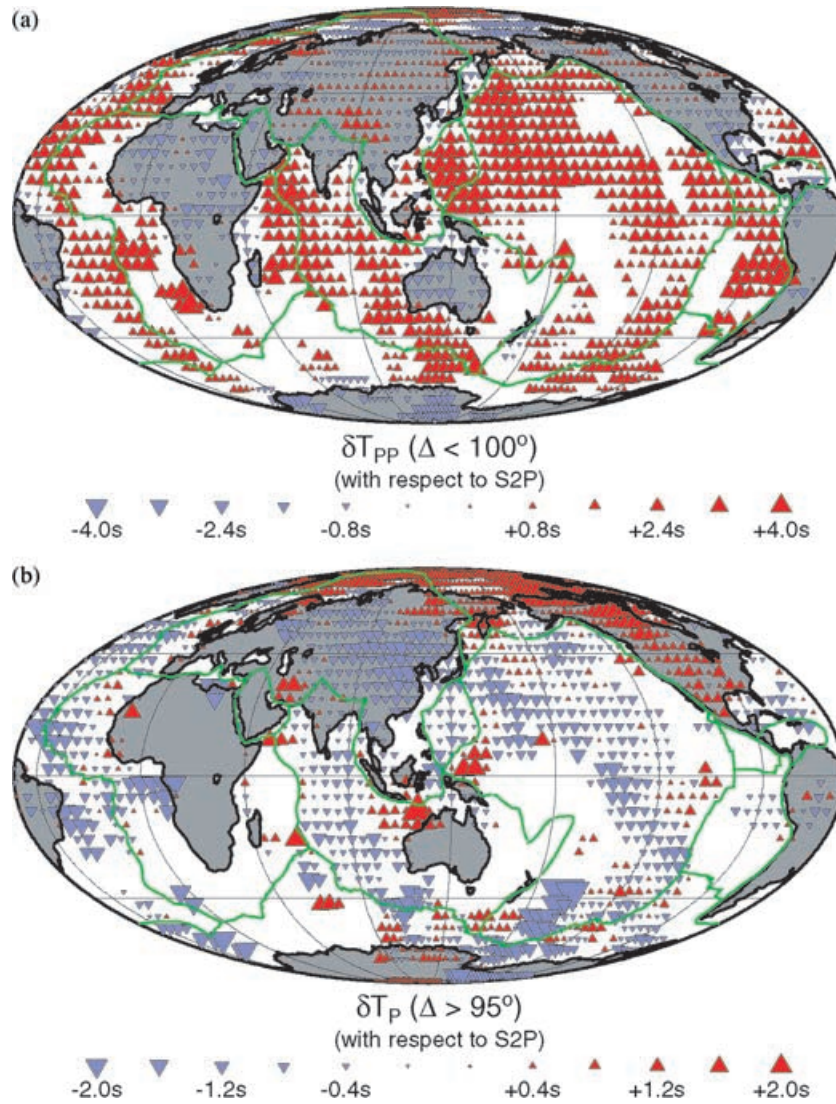 (a)
δT_PP (Δ < 100°)
(with respect to S2P)
-4.0s -2.4s -0.8s +0.8s +2.4s +4.0s
(b)
δT_P (Δ > 95°)
(with respect to S2P)
-2.0s -1.2s -0.4s +0.4s +1.2s +2.0s